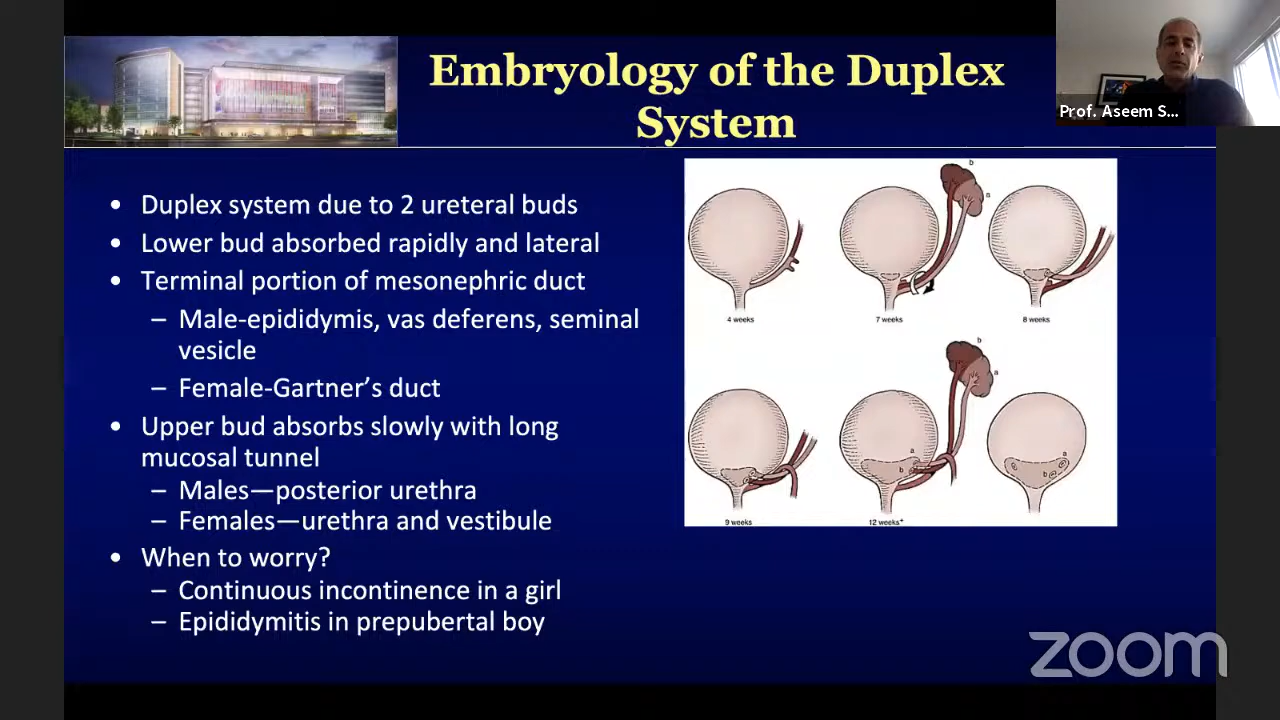 Embryology of the Duplex
System
Prof. Aseem S...
• Duplex system due to 2 ureteral buds
• Lower bud absorbed rapidly and lateral
• Terminal portion of mesonephric duct
– Male-epididymis, vas deferens, seminal
vesicle
– Female-Gartner’s duct
• Upper bud absorbs slowly with long
mucosal tunnel
– Males—posterior urethra
– Females—urethra and vestibule
• When to worry?
– Continuous incontinence in a girl
– Epididymitis in prepubertal boy
b
a
4 weeks
7 weeks
8 weeks
b
a
a
b
a
b
9 weeks
12 weeks+
zoom